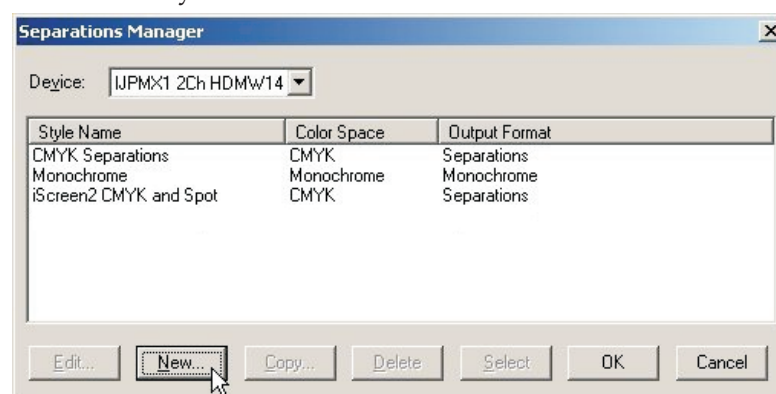 Separations Manager
Device: IJPMX1 2Ch HDMW14
Style Name Color Space Output Format
CMYK Separations CMYK Separations
Monochrome Monochrome Monochrome
iScreen2 CMYK and Spot CMYK Separations
Edit... New... Copy... Delete Select OK Cancel